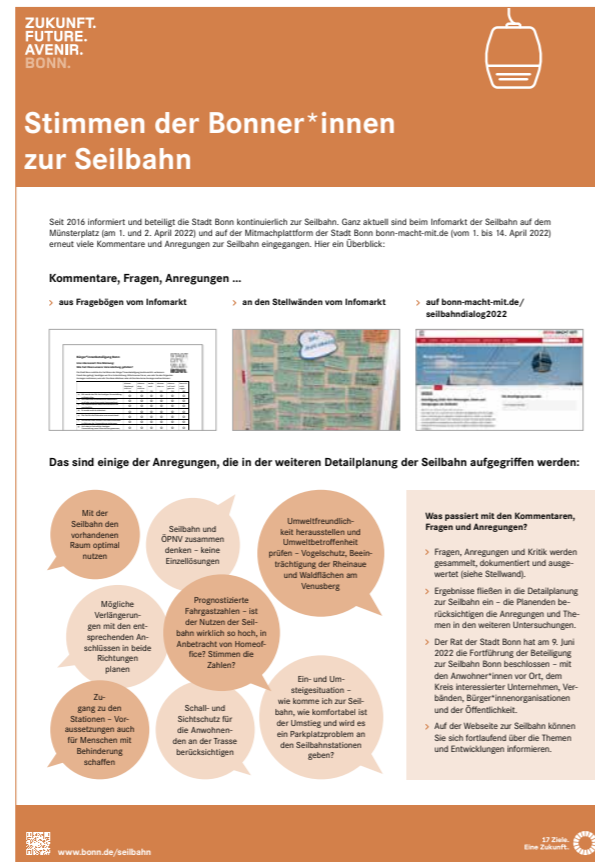 ZUKUNFT.
FUTURE.
AVENIR.
BONN.
Stimmen der Bonner*innen
zur Seilbahn
Seit 2016 informiert und beteiligt die Stadt Bonn kontinuierlich zur Seilbahn. Ganz aktuell sind beim Infomarkt der Seilbahn auf dem
Münsterplatz (am 1. und 2. April 2022) und auf der Mitmachplattform der Stadt Bonn bonn-macht-mit.de (vom 1. bis 14. April 2022)
erneut viele Kommentare und Anregungen zur Seilbahn eingegangen. Hier ein Überblick:
Kommentare, Fragen, Anregungen ...
> aus Fragebögen vom Infomarkt
> an den Stellwänden vom Infomarkt
> auf bonn-macht-mit.de/
seilbahndialog2022
Das sind einige der Anregungen, die in der weiteren Detailplanung der Seilbahn aufgegriffen werden:
Mit der
Seilbahn den
vorhandenen
Raum optimal
nutzen
Seilbahn und
ÖPNV zusammen
denken – keine
Einzellösungen
Umweltfreundlich-
keit herausstellen und
Umweltbetroffenheit
prüfen – Vogelschutz, Beein-
trächtigung der Rheinaue
und Waldflächen am
Venusberg
Mögliche
Verlängerun-
gen mit den ent-
sprechenden An-
schlüssen in beide
Richtungen
planen
Prognostizierte
Fahrgastzahlen – ist
der Nutzen der Seil-
bahn wirklich so hoch, in
Anbetracht von Homeof-
fice? Stimmen die
Zahlen?
Zu-
gang zu den
Stationen – Vor-
aussetzungen auch
für Menschen mit
Behinderung
schaffen
Schall- und
Sichtschutz für
die Anwohnen-
den an der Trasse
berücksichtigen
Ein- und Um-
steigesituation –
wie komme ich zur Seil-
bahn, wie komfortabel ist
der Umstieg und wird es
ein Parkplatzproblem an
den Seilbahnstationen
geben?
Was passiert mit den Kommentaren,
Fragen und Anregungen?
> Fragen, Anregungen und Kritik werden
gesammelt, dokumentiert und ausge-
wertet (siehe Stellwand).
> Ergebnisse fließen in die Detailplanung
zur Seilbahn ein – die Planenden be-
rücksichtigen die Anregungen und The-
men in den weiteren Untersuchungen.
> Der Rat der Stadt Bonn hat am 9. Juni
2022 die Fortführung der Beteiligung
zur Seilbahn Bonn beschlossen – mit
den Anwohner*innen vor Ort, dem
Kreis interessierter Unternehmen, Ver-
bänden, Bürger*innenorganisationen
und der Öffentlichkeit.
> Auf der Webseite zur Seilbahn können
Sie sich fortlaufend über die Themen
und Entwicklungen informieren.
www.bonn.de/seilbahn
17 Ziele.
Eine Zukunft.